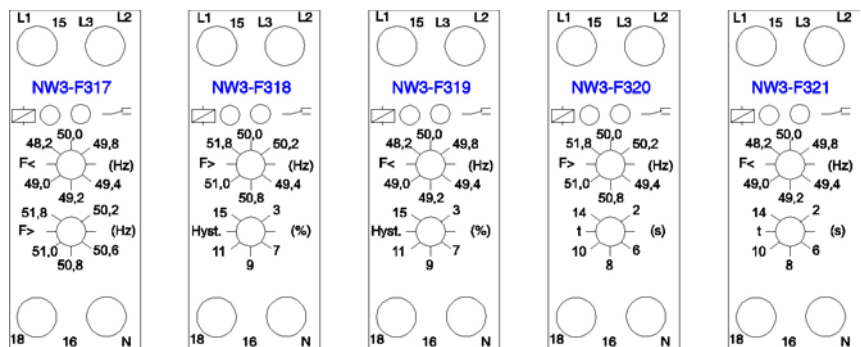 L1 15 L3 L2
NW3-F317
50,0
48,2 49,8
F< (Hz)
49,0 49,4
49,2
51,8 50,2
F> (Hz)
51,0 50,6
50,8
18 16 N
L1 15 L3 L2
NW3-F318
50,0
51,8 50,2
F> (Hz)
51,0 49,4
50,8
15 3
Hyst. (%)
11 7
9
18 16 N
L1 15 L3 L2
NW3-F319
50,0
48,2 49,8
F< (Hz)
49,0 49,4
49,2
15 3
Hyst. (%)
11 7
9
18 16 N
L1 15 L3 L2
NW3-F320
50,0
51,8 50,2
F> (Hz)
51,0 49,4
50,8
14 2
t (s)
10 6
8
18 16 N
L1 15 L3 L2
NW3-F321
50,0
48,2 49,8
F< (Hz)
49,0 49,4
49,2
14 2
t (s)
10 6
8
18 16 N